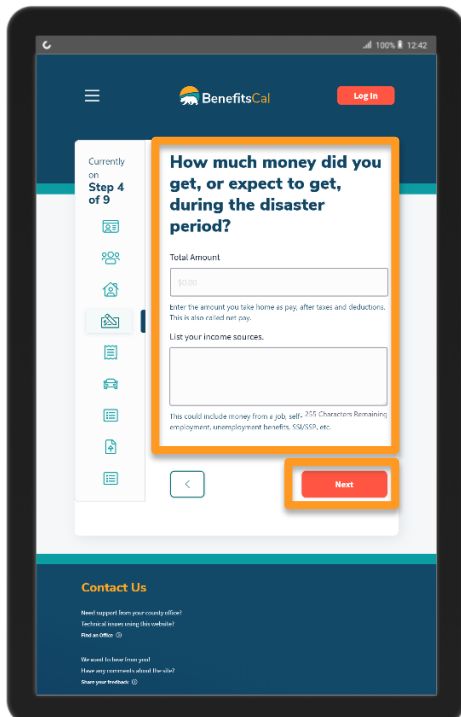 100% 12:42
BenefitsCal
Log In
Currently
on
Step 4
of 9
How much money did you
get, or expect to get,
during the disaster
period?
Total Amount
$0.00
Enter the amount you take home as pay, after taxes and deductions.
This is also called net pay.
List your income sources.
This could include money from a job, self- 255 Characters Remaining
employment, unemployment benefits, SSI/SSP, etc.
<
Next
Contact Us
Need support from your county office?
Technical issues using this website?
Find an Office
We want to hear from you!
Have any comments about the site?
Share your feedback